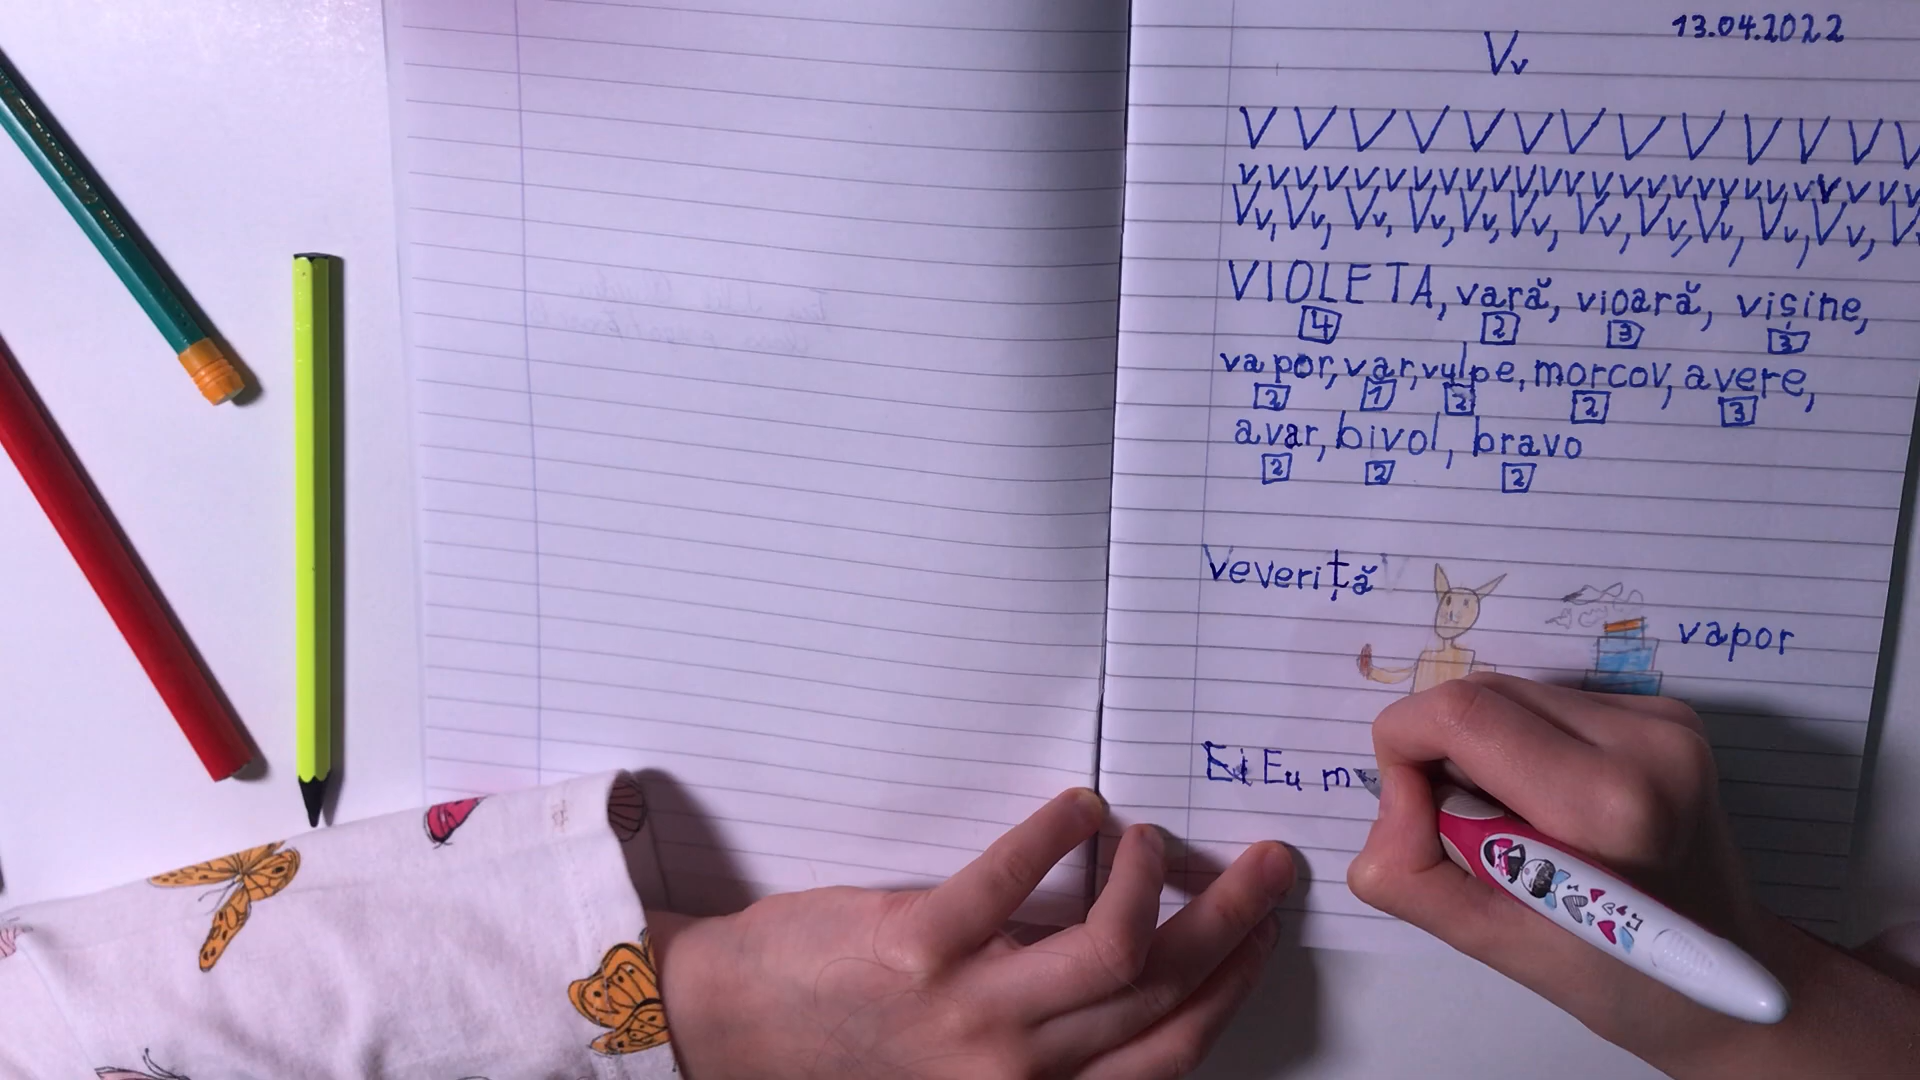 13.04.2022
Vv
V V V V V V V V V V V V V
v v v v v v v v v v v v v v v v v v v v v v v v v
Vv, Vv, Vv, Vv, Vv, Vv, Vv, Vv, Vv, Vv, Vv, V
VIOLETA, vară, vioară, vișine,
4 2 3 3
vapor, var, vulpe, morcov, avere,
2 1 2 2 3
avar, bivol, bravo
2 2 2
Veveriță
vapor
Ei Eu m